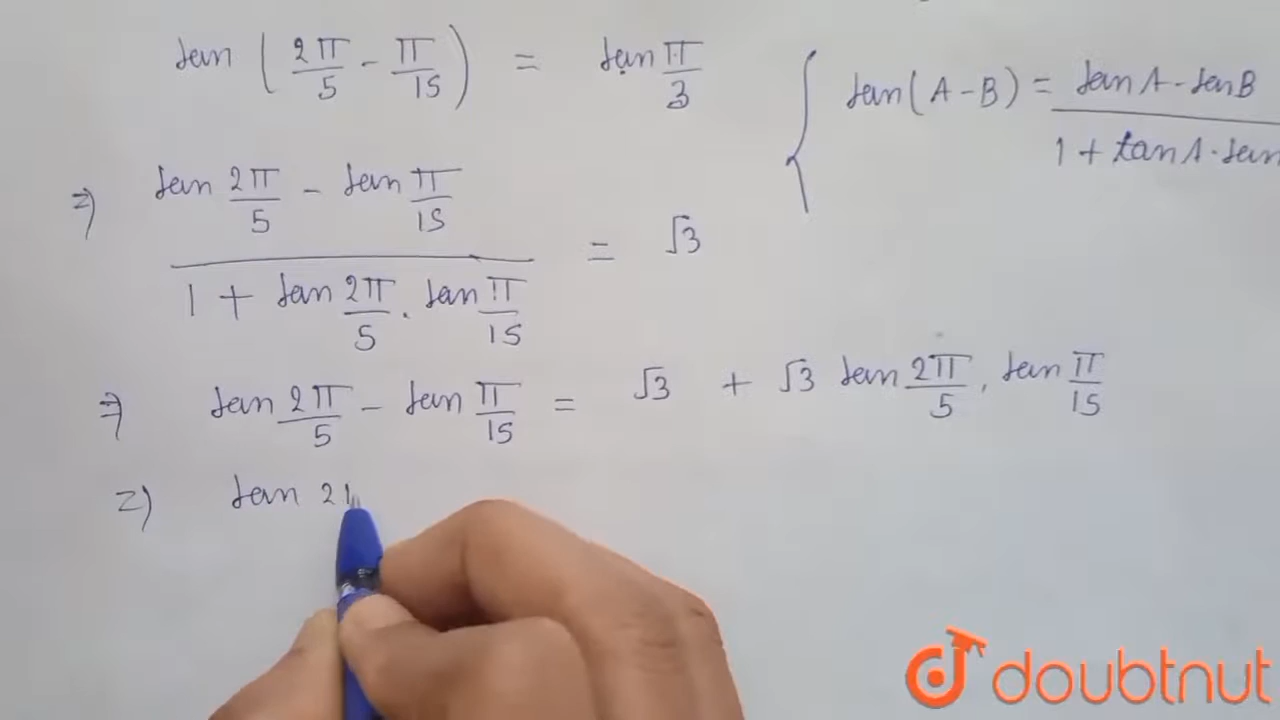 tan ( 2π/5 - π/15 ) = tan π/3
{ tan(A-B) = tanA - tanB / 1 + tanA. tan
⇒ tan 2π/5 - tan π/15 / 1 + tan 2π/5 . tan π/15 = √3
⇒ tan 2π/5 - tan π/15 = √3 + √3 tan 2π/5 . tan π/15
⇒ tan 2
doubtnut